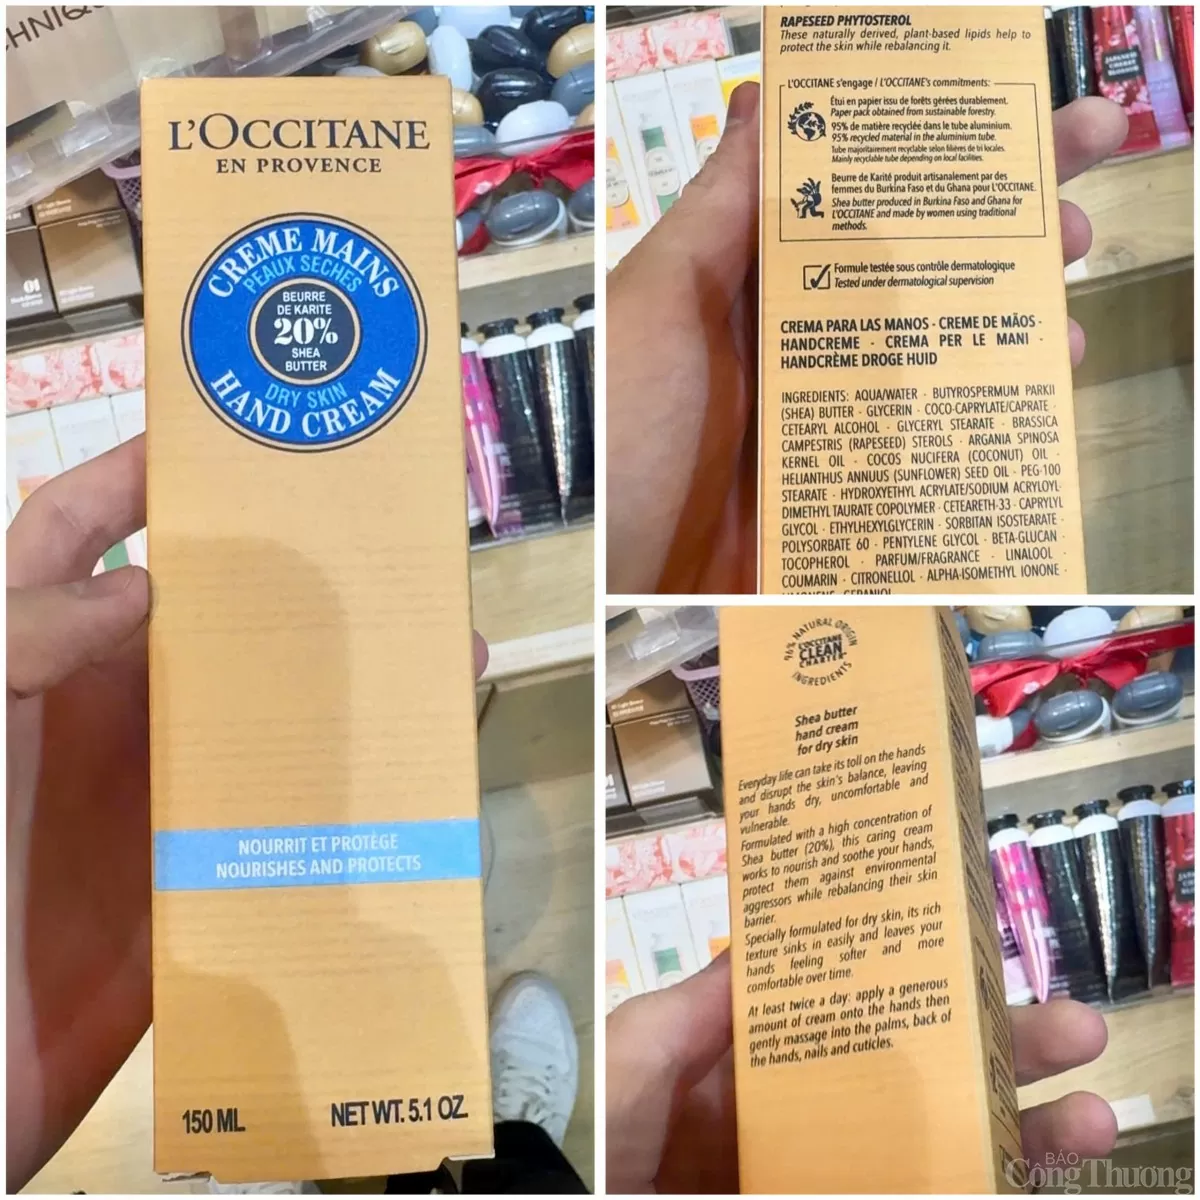 CHNIQU
L'OCCITANE
EN PROVENCE
CREME MAINS
PEAUX SECHES
BEURRE
DE KARITE
20%
SHEA
BUTTER
DRY SKIN
HAND CREAM
NOURRIT ET PROTÈGE
NOURISHES AND PROTECTS
150 ML
NET WT. 5.1 OZ.
RAPESEED PHYTOSTEROL
These naturally derived, plant-based lipids help to
protect the skin while rebalancing it.
L'OCCITANE s'engage / L'OCCITANE's commitments:
Étui en papier issu de forêts gérées durablement.
Paper pack obtained from sustainable forestry.
95% de matière recyclée dans le tube aluminium.
95% recycled material in the aluminium tube.
Tube majoritairement recyclable selon filières de tri locales.
Mainly recyclable tube depending on local facilities.
Beurre de Karité produit artisanalement par des
femmes du Burkina Faso et du Ghana pour L'OCCITANE.
Shea butter produced in Burkina Faso and Ghana for
L'OCCITANE and made by women using traditional
methods.
Formule testée sous contrôle dermatologique
Tested under dermatological supervision
CREMA PARA LAS MANOS - CREME DE MÃOS -
HANDCREME - CREMA PER LE MANI -
HANDCRÈME DROGE HUID
INGREDIENTS: AQUA/WATER - BUTYROSPERMUM PARKII
(SHEA) BUTTER - GLYCERIN - COCO-CAPRYLATE/CAPRATE -
CETEARYL ALCOHOL - GLYCERYL STEARATE - BRASSICA
CAMPESTRIS (RAPESEED) STEROLS - ARGANIA SPINOSA
KERNEL OIL - COCOS NUCIFERA (COCONUT) OIL -
HELIANTHUS ANNUUS (SUNFLOWER) SEED OIL - PEG-100
STEARATE - HYDROXYETHYL ACRYLATE/SODIUM ACRYLOYL-
DIMETHYL TAURATE COPOLYMER - CETEARETH-33 - CAPRYLYL
GLYCOL - ETHYLHEXYLGLYCERIN - SORBITAN ISOSTEARATE -
POLYSORBATE 60 - PENTYLENE GLYCOL - BETA-GLUCAN -
TOCOPHEROL - PARFUM/FRAGRANCE - LINALOOL -
COUMARIN - CITRONELLOL - ALPHA-ISOMETHYL IONONE -
LIMONENE - GERANIOL
JAPANESE
CHERRY
BLOSSOM
96% NATURAL ORIGIN
L'OCCITANE
CLEAN
CHARTER
INGREDIENTS
Shea butter
hand cream
for dry skin
Everyday life can take its toll on the hands
and disrupt the skin's balance, leaving
your hands dry, uncomfortable and
vulnerable.
Formulated with a high concentration of
Shea butter (20%), this caring cream
works to nourish and soothe your hands,
protect them against environmental
aggressors while rebalancing their skin
barrier.
Specially formulated for dry skin, its rich
texture sinks in easily and leaves your
hands feeling softer and more
comfortable over time.
At least twice a day: apply a generous
amount of cream onto the hands then
gently massage into the palms, back of
the hands, nails and cuticles.
BÁO
Công Thương